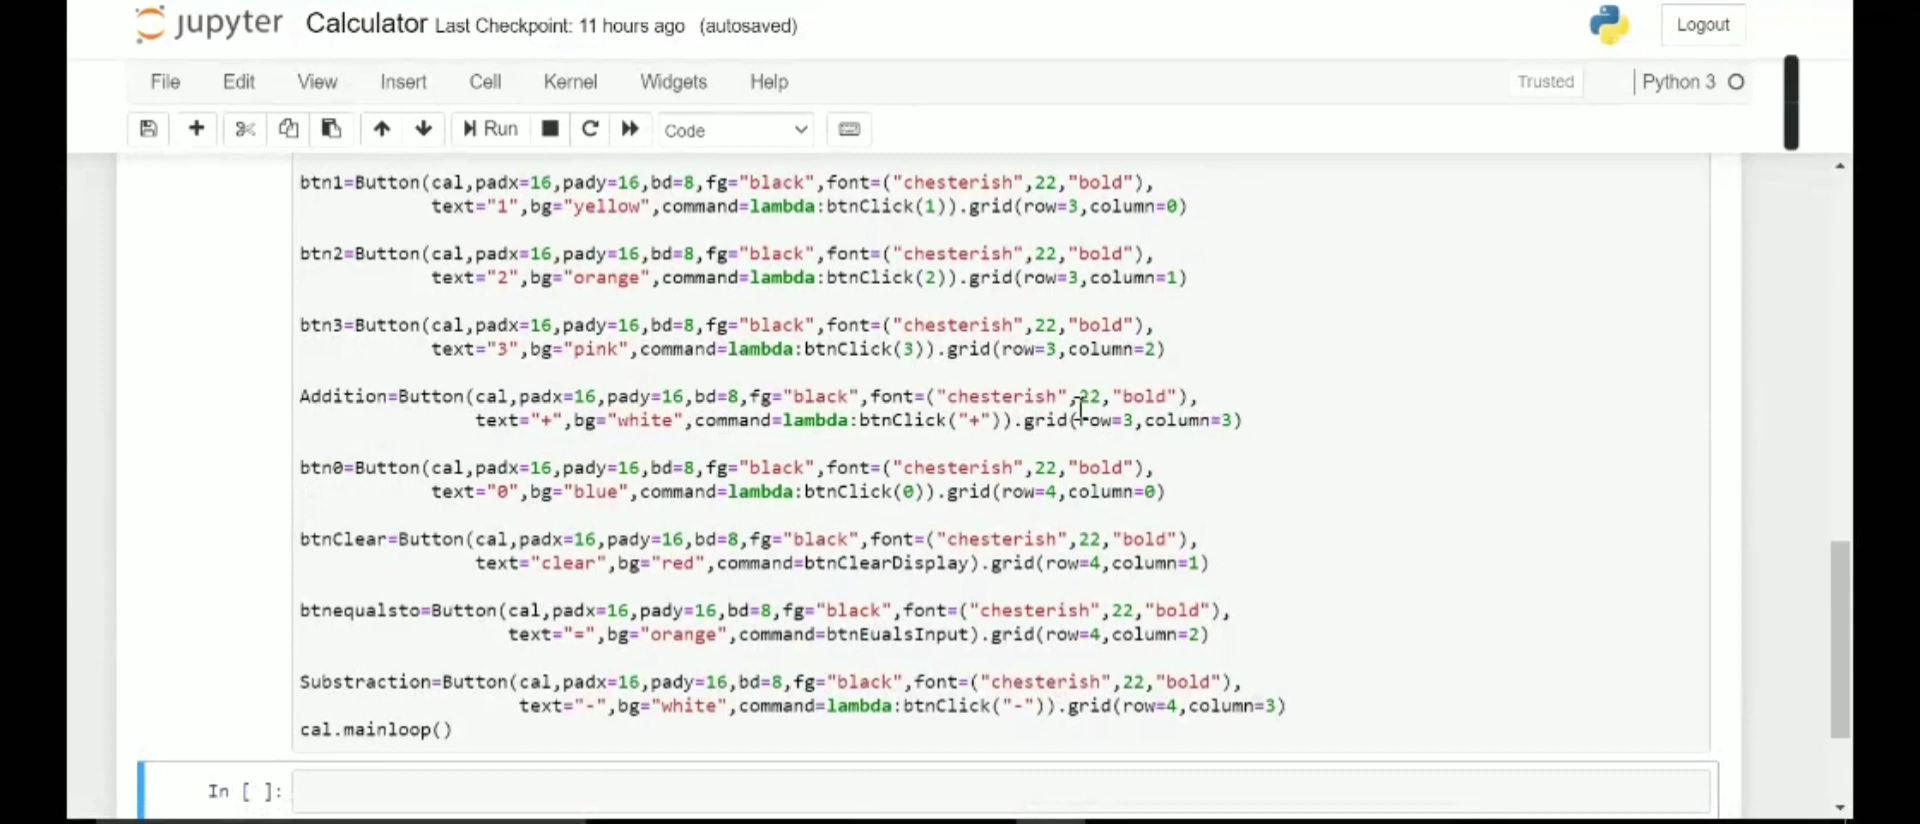 jupyter Calculator Last Checkpoint: 11 hours ago (autosaved) Logout
File Edit View Insert Cell Kernel Widgets Help Trusted Python 3
Run Code
btn1=Button(cal,padx=16,pady=16,bd=8,fg="black",font=("chesterish",22,"bold"),
text="1",bg="yellow",command=lambda:btnClick(1)).grid(row=3,column=0)
btn2=Button(cal,padx=16,pady=16,bd=8,fg="black",font=("chesterish",22,"bold"),
text="2",bg="orange",command=lambda:btnClick(2)).grid(row=3,column=1)
btn3=Button(cal,padx=16,pady=16,bd=8,fg="black",font=("chesterish",22,"bold"),
text="3",bg="pink",command=lambda:btnClick(3)).grid(row=3,column=2)
Addition=Button(cal,padx=16,pady=16,bd=8,fg="black",font=("chesterish",22,"bold"),
text="+",bg="white",command=lambda:btnClick("+")).grid(row=3,column=3)
btn0=Button(cal,padx=16,pady=16,bd=8,fg="black",font=("chesterish",22,"bold"),
text="0",bg="blue",command=lambda:btnClick(0)).grid(row=4,column=0)
btnClear=Button(cal,padx=16,pady=16,bd=8,fg="black",font=("chesterish",22,"bold"),
text="clear",bg="red",command=btnClearDisplay).grid(row=4,column=1)
btnequalsto=Button(cal,padx=16,pady=16,bd=8,fg="black",font=("chesterish",22,"bold"),
text="=",bg="orange",command=btnEualsInput).grid(row=4,column=2)
Substraction=Button(cal,padx=16,pady=16,bd=8,fg="black",font=("chesterish",22,"bold"),
text="-",bg="white",command=lambda:btnClick("-")).grid(row=4,column=3)
cal.mainloop()
In [ ]: